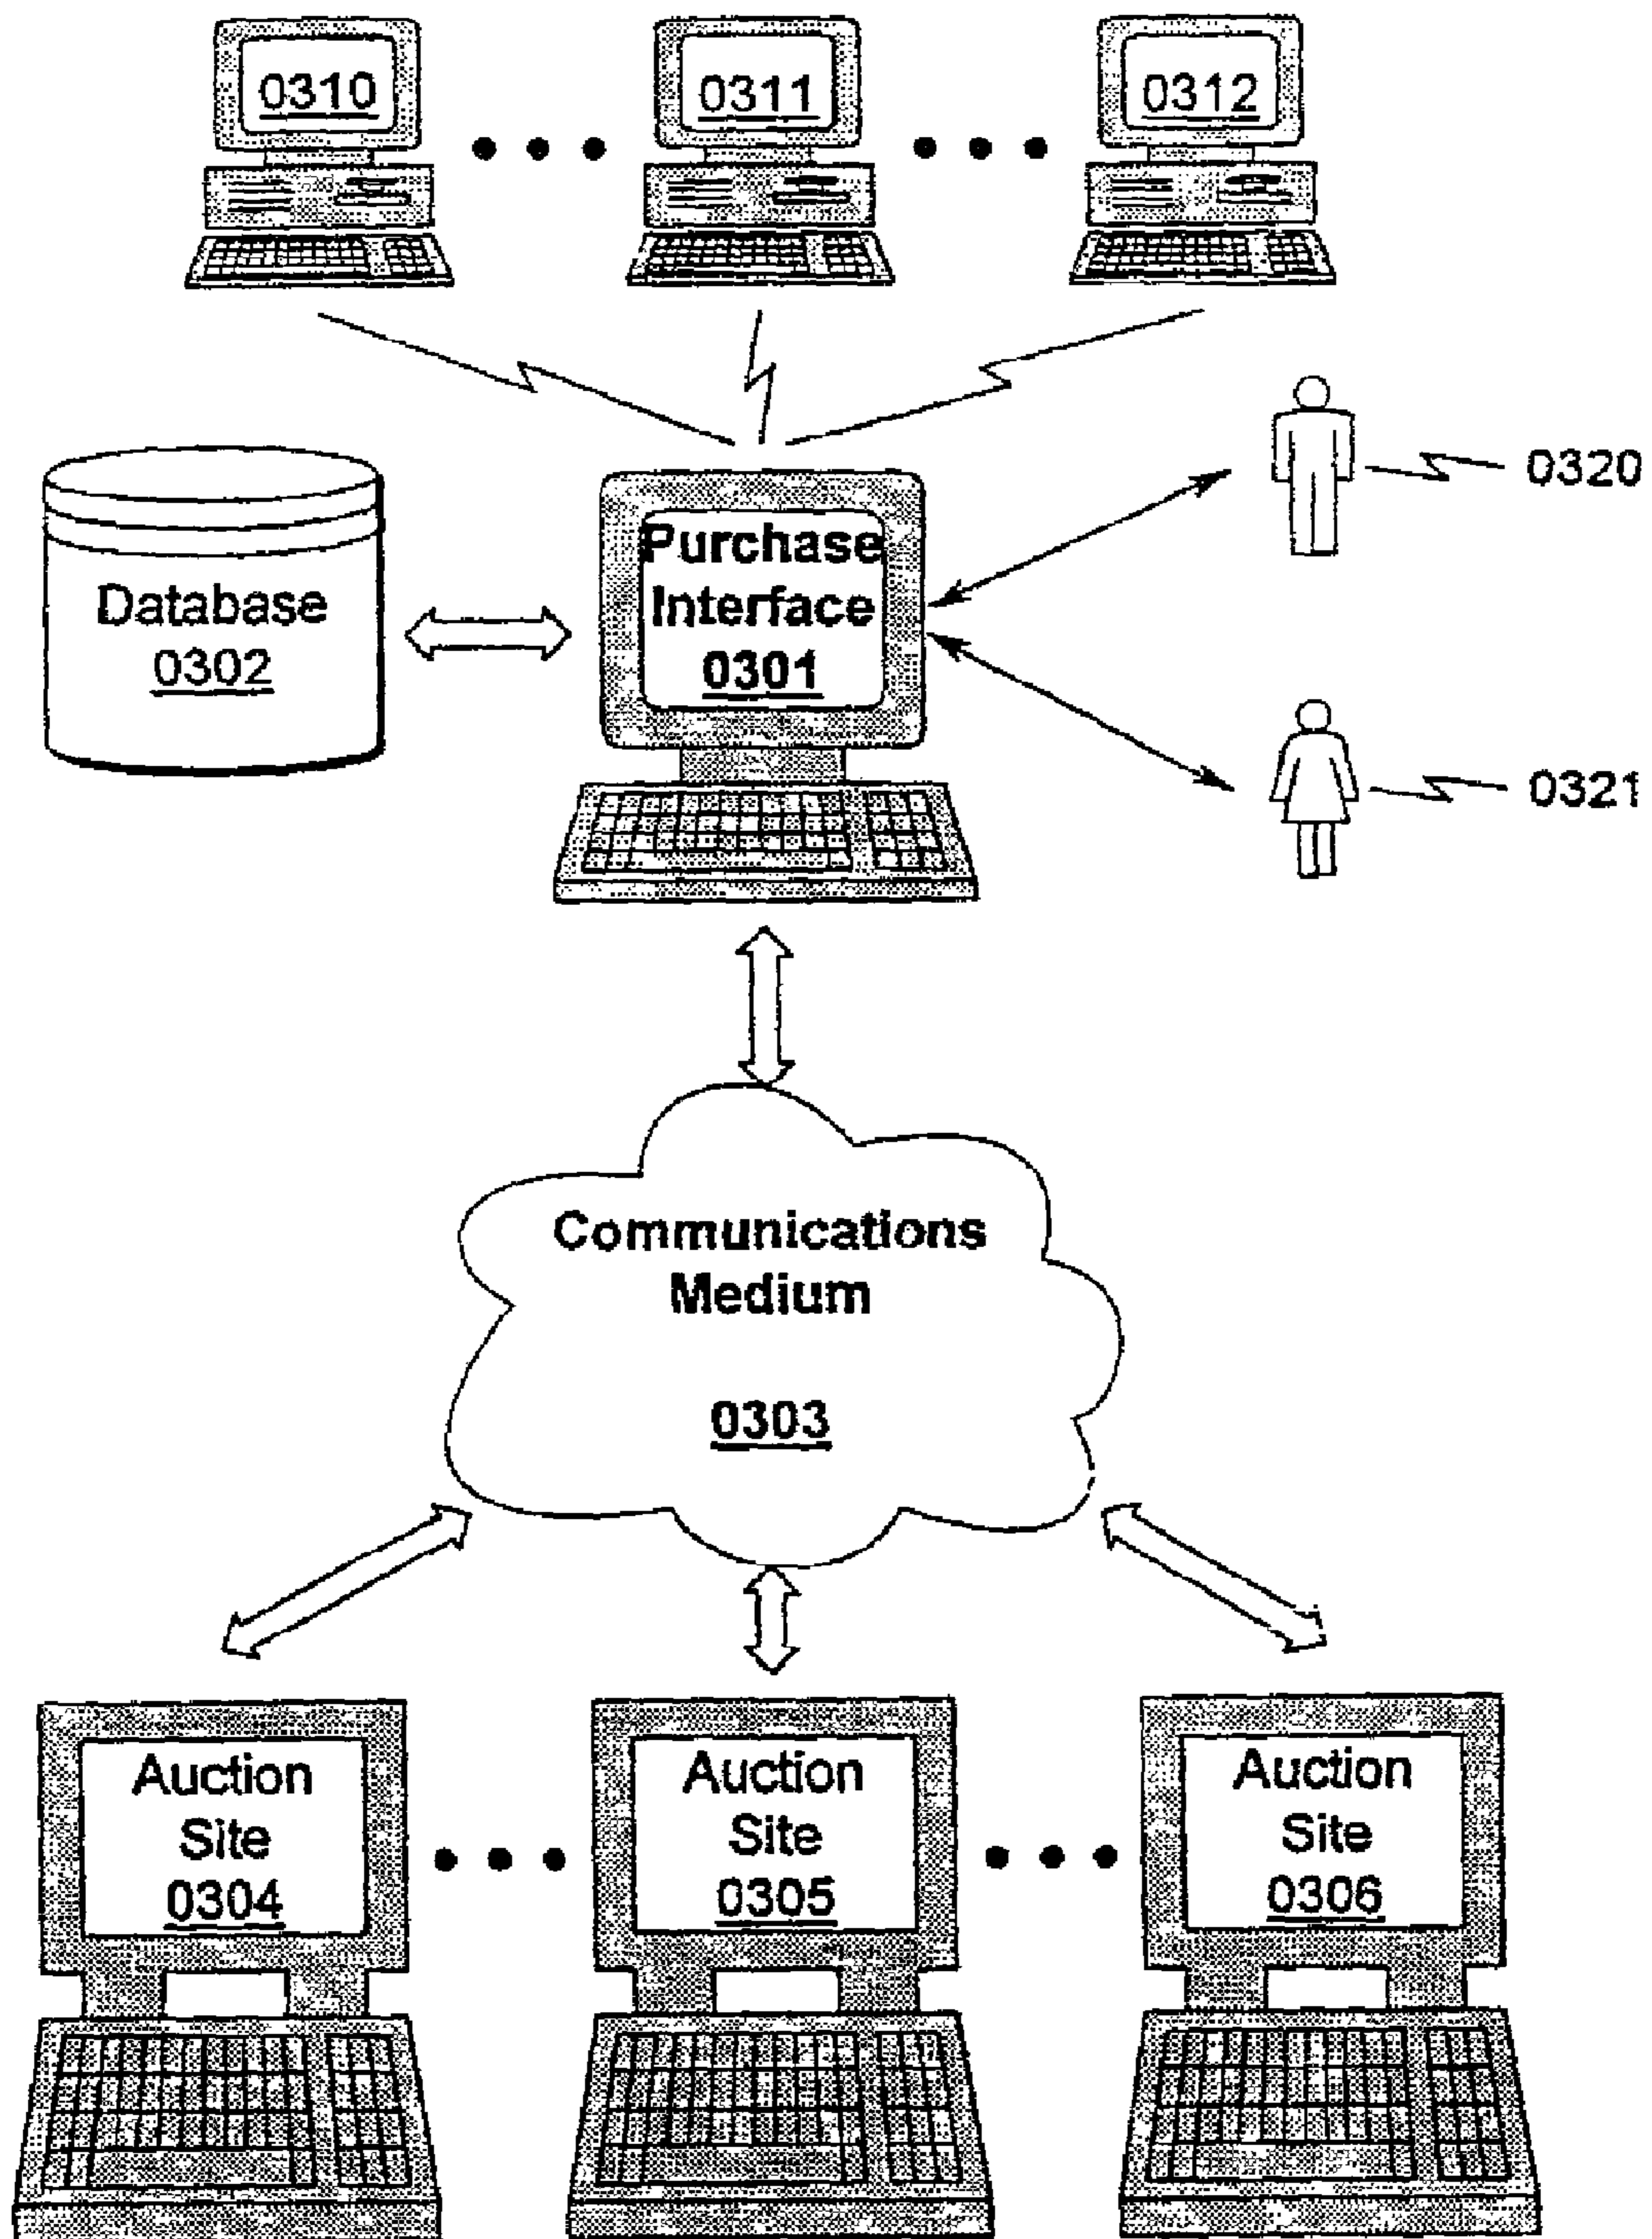 0310
0311
0312
0320
Purchase
Interface
0301
Database
0302
0321
Communications
Medium
0303
Auction
Site
0304
Auction
Site
0305
Auction
Site
0306